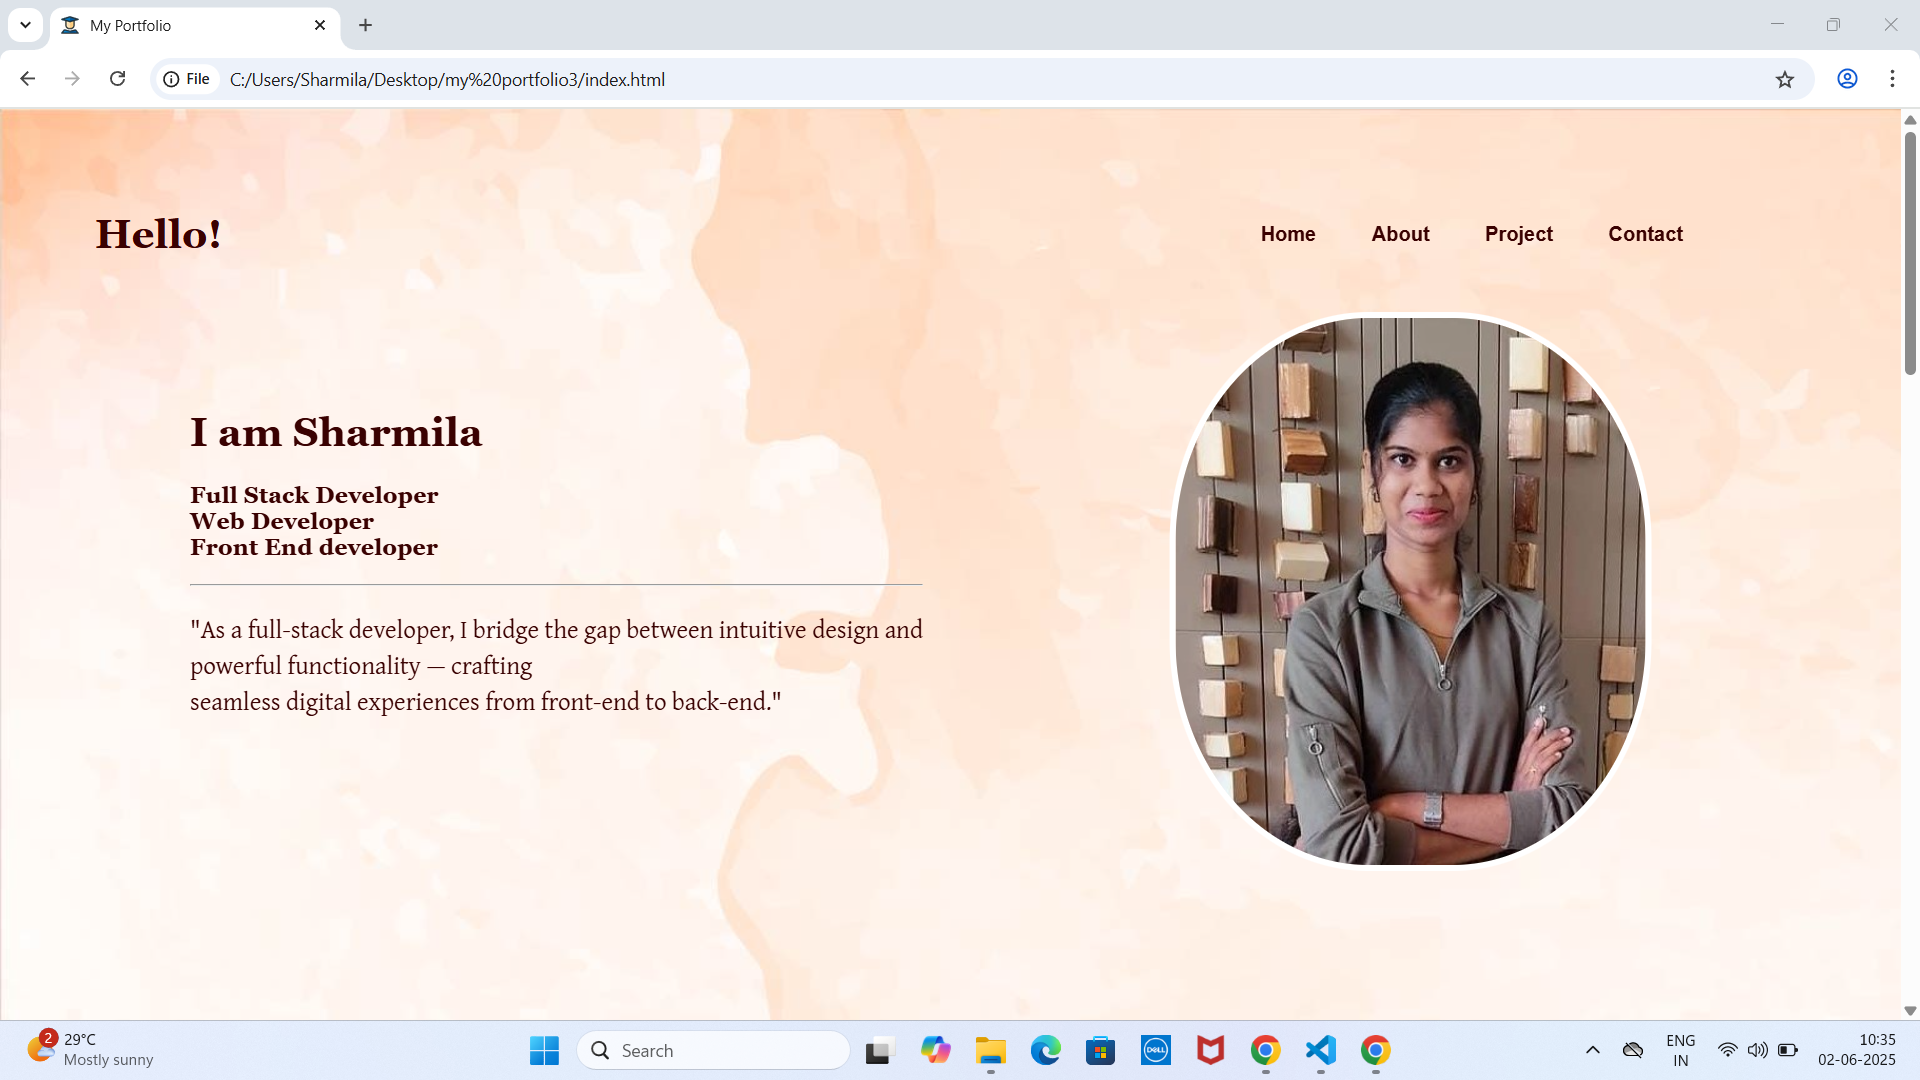 My Portfolio
File
C:/Users/Sharmila/Desktop/my%20portfolio3/index.html
Hello!
Home About Project Contact
I am Sharmila
Full Stack Developer
Web Developer
Front End developer
"As a full-stack developer, I bridge the gap between intuitive design and
powerful functionality — crafting
seamless digital experiences from front-end to back-end."
2
29°C
Mostly sunny
Search
DELL
ENG
IN
10:35
02-06-2025